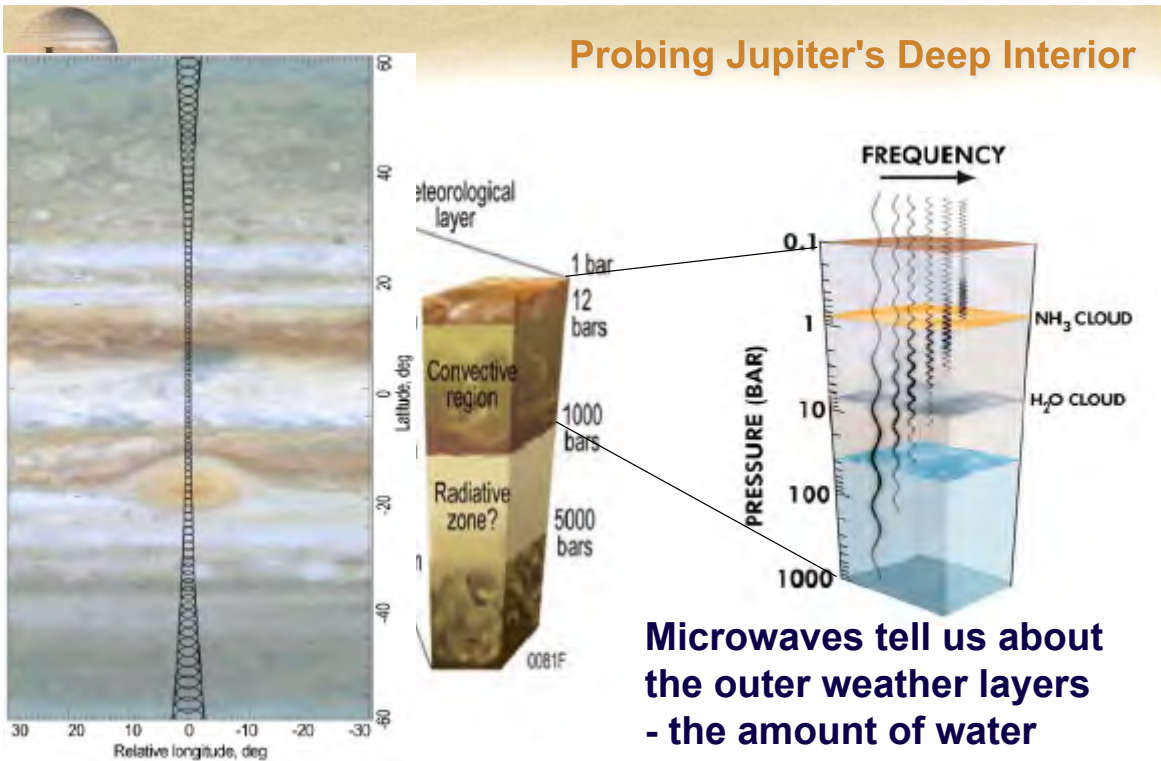 Probing Jupiter's Deep Interior
60
40
20
0
-20
-40
-60
Latitude, deg
30 20 10 0 -10 -20 -30
Relative longitude, deg
eteorological
layer
1 bar
12
bars
Convective
region
1000
bars
Radiative
zone?
5000
bars
0081F
FREQUENCY
0.1
1
10
100
1000
PRESSURE (BAR)
NH₃ CLOUD
H₂O CLOUD
Microwaves tell us about
the outer weather layers
- the amount of water